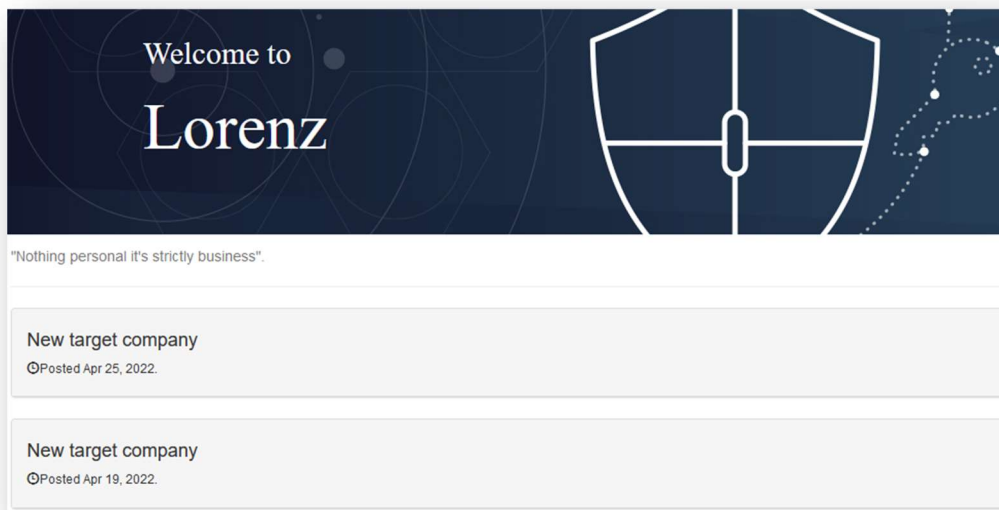 Welcome to
Lorenz
"Nothing personal it's strictly business".
New target company
Posted Apr 25, 2022.
New target company
Posted Apr 19, 2022.